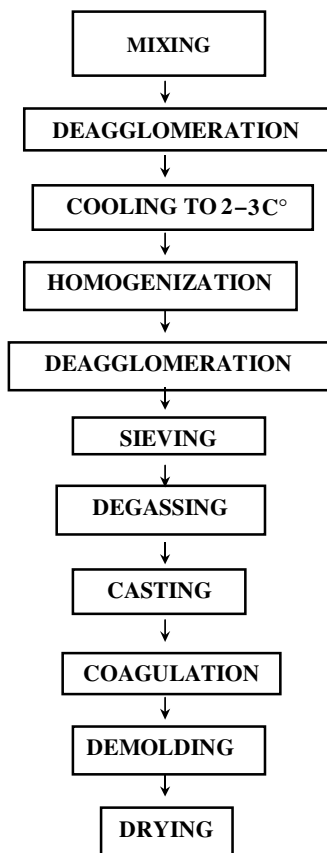 MIXING
DEAGGLOMERATION
COOLING TO 2–3C°
HOMOGENIZATION
DEAGGLOMERATION
SIEVING
DEGASSING
CASTING
COAGULATION
DEMOLDING
DRYING